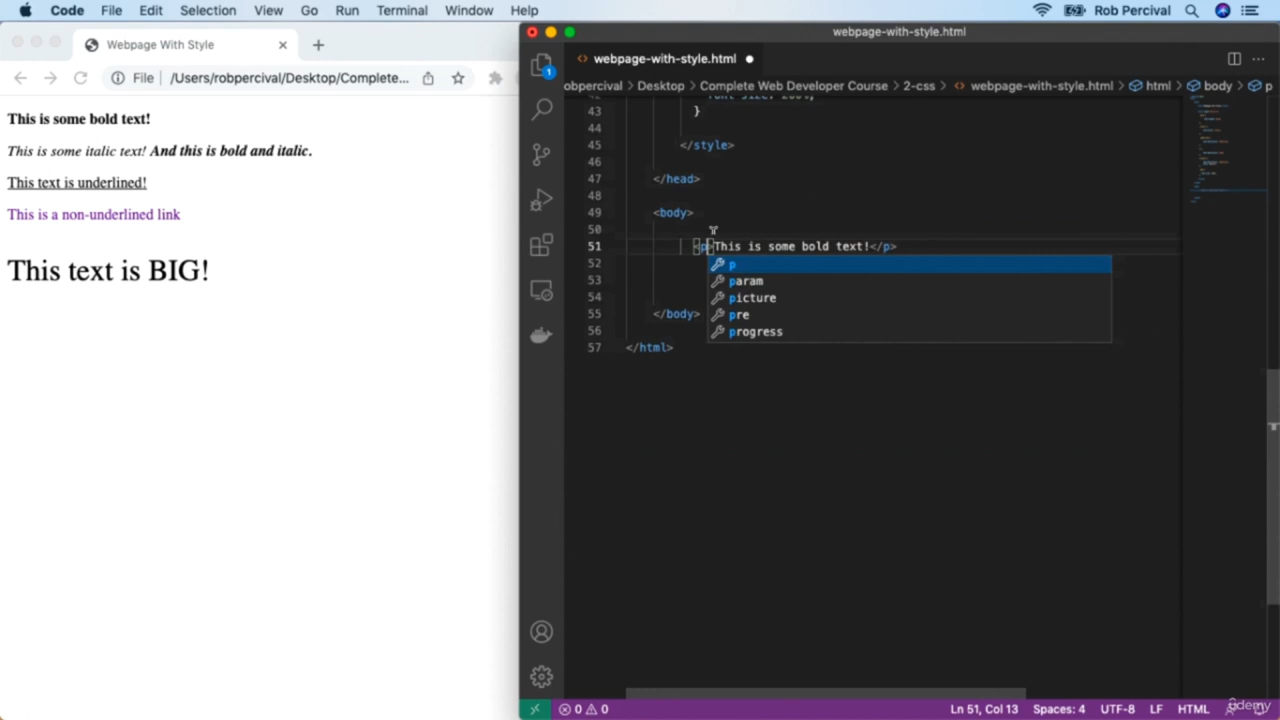 Code File Edit Selection View Go Run Terminal Window Help Rob Percival
Webpage With Style
File /Users/robpercival/Desktop/Complete...
This is some bold text!
This is some italic text! And this is bold and italic.
This text is underlined!
This is a non-underlined link
This text is BIG!
webpage-with-style.html
webpage-with-style.html
obpercival > Desktop > Complete Web Developer Course > 2-css > webpage-with-style.html > html > body > p
1
43 }
44
45 </style>
46
47 </head>
48
49 <body>
50
51 <p>This is some bold text!</p>
52 p
53 param
54 picture
55 </body> pre
56 progress
57 </html>
0 0 Ln 51, Col 13 Spaces: 4 UTF-8 LF HTML
ûdemy